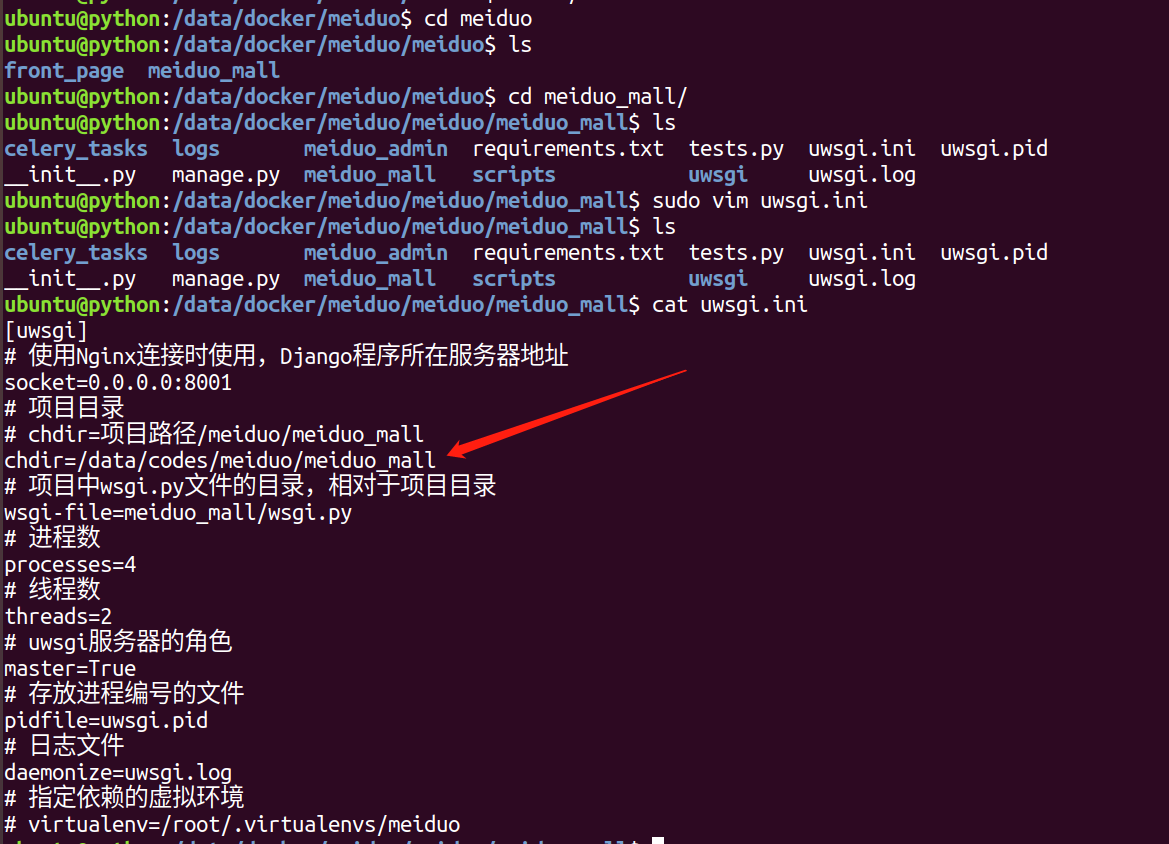 ubuntu@python:/data/docker/meiduo$ cd meiduo
ubuntu@python:/data/docker/meiduo/meiduo$ ls
front_page  meiduo_mall
ubuntu@python:/data/docker/meiduo/meiduo$ cd meiduo_mall/
ubuntu@python:/data/docker/meiduo/meiduo/meiduo_mall$ ls
celery_tasks  logs       meiduo_admin  requirements.txt  tests.py  uwsgi.ini  uwsgi.pid
__init__.py   manage.py  meiduo_mall   scripts           uwsgi     uwsgi.log
ubuntu@python:/data/docker/meiduo/meiduo/meiduo_mall$ sudo vim uwsgi.ini
ubuntu@python:/data/docker/meiduo/meiduo/meiduo_mall$ ls
celery_tasks  logs       meiduo_admin  requirements.txt  tests.py  uwsgi.ini  uwsgi.pid
__init__.py   manage.py  meiduo_mall   scripts           uwsgi     uwsgi.log
ubuntu@python:/data/docker/meiduo/meiduo/meiduo_mall$ cat uwsgi.ini
[uwsgi]
# 使用Nginx连接时使用，Django程序所在服务器地址
socket=0.0.0.0:8001
# 项目目录
# chdir=项目路径/meiduo/meiduo_mall
chdir=/data/codes/meiduo/meiduo_mall
# 项目中wsgi.py文件的目录，相对于项目目录
wsgi-file=meiduo_mall/wsgi.py
# 进程数
processes=4
# 线程数
threads=2
# uwsgi服务器的角色
master=True
# 存放进程编号的文件
pidfile=uwsgi.pid
# 日志文件
daemonize=uwsgi.log
# 指定依赖的虚拟环境
# virtualenv=/root/.virtualenvs/meiduo